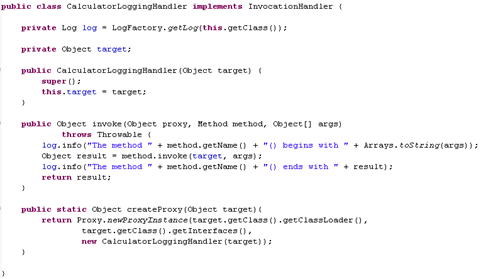 public class CalculatorLoggingHandler implements InvocationHandler {
private Log log = LogFactory.getLog(this.getClass());
private Object target;
public CalculatorLoggingHandler(Object target) {
super();
this.target = target;
}
public Object invoke(Object proxy, Method method, Object[] args)
throws Throwable {
log.info("The method " + method.getName() + "() begins with " + Arrays.toString(args));
Object result = method.invoke(target, args);
log.info("The method " + method.getName() + "() ends with " + result);
return result;
}
public static Object createProxy(Object target){
return Proxy.newProxyInstance(target.getClass().getClassLoader(),
target.getClass().getInterfaces(),
new CalculatorLoggingHandler(target));
}
}